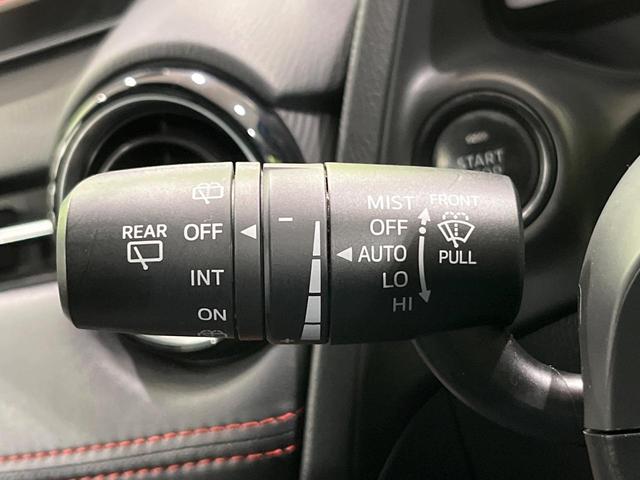 REAR
OFF
INT
ON
−
+
MIST
OFF
AUTO
LO
HI
FRONT
PULL
START